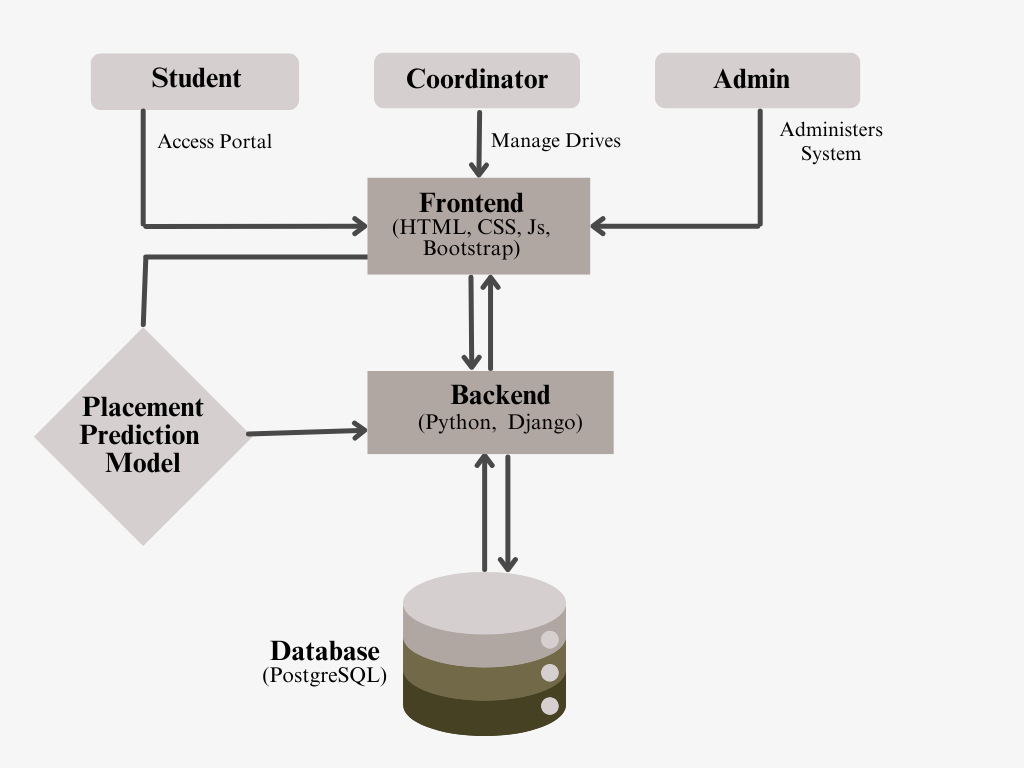 Student
Coordinator
Admin
Access Portal
Manage Drives
Administers
System
Frontend
(HTML, CSS, Js,
Bootstrap)
Placement
Prediction
Model
Backend
(Python, Django)
Database
(PostgreSQL)